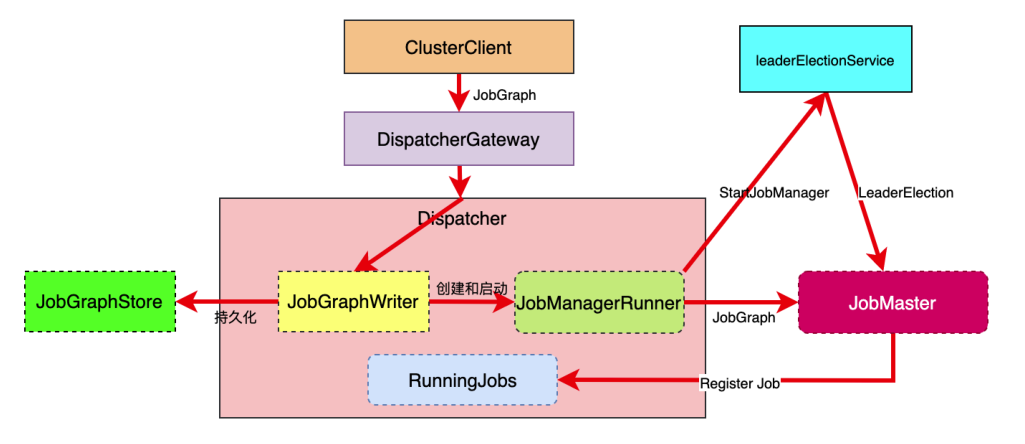 ClusterClient
leaderElectionService
JobGraph
DispatcherGateway
StartJobManager
LeaderElection
Dispatcher
JobGraphStore
持久化
JobGraphWriter
创建和启动
JobManagerRunner
JobGraph
JobMaster
RunningJobs
Register Job